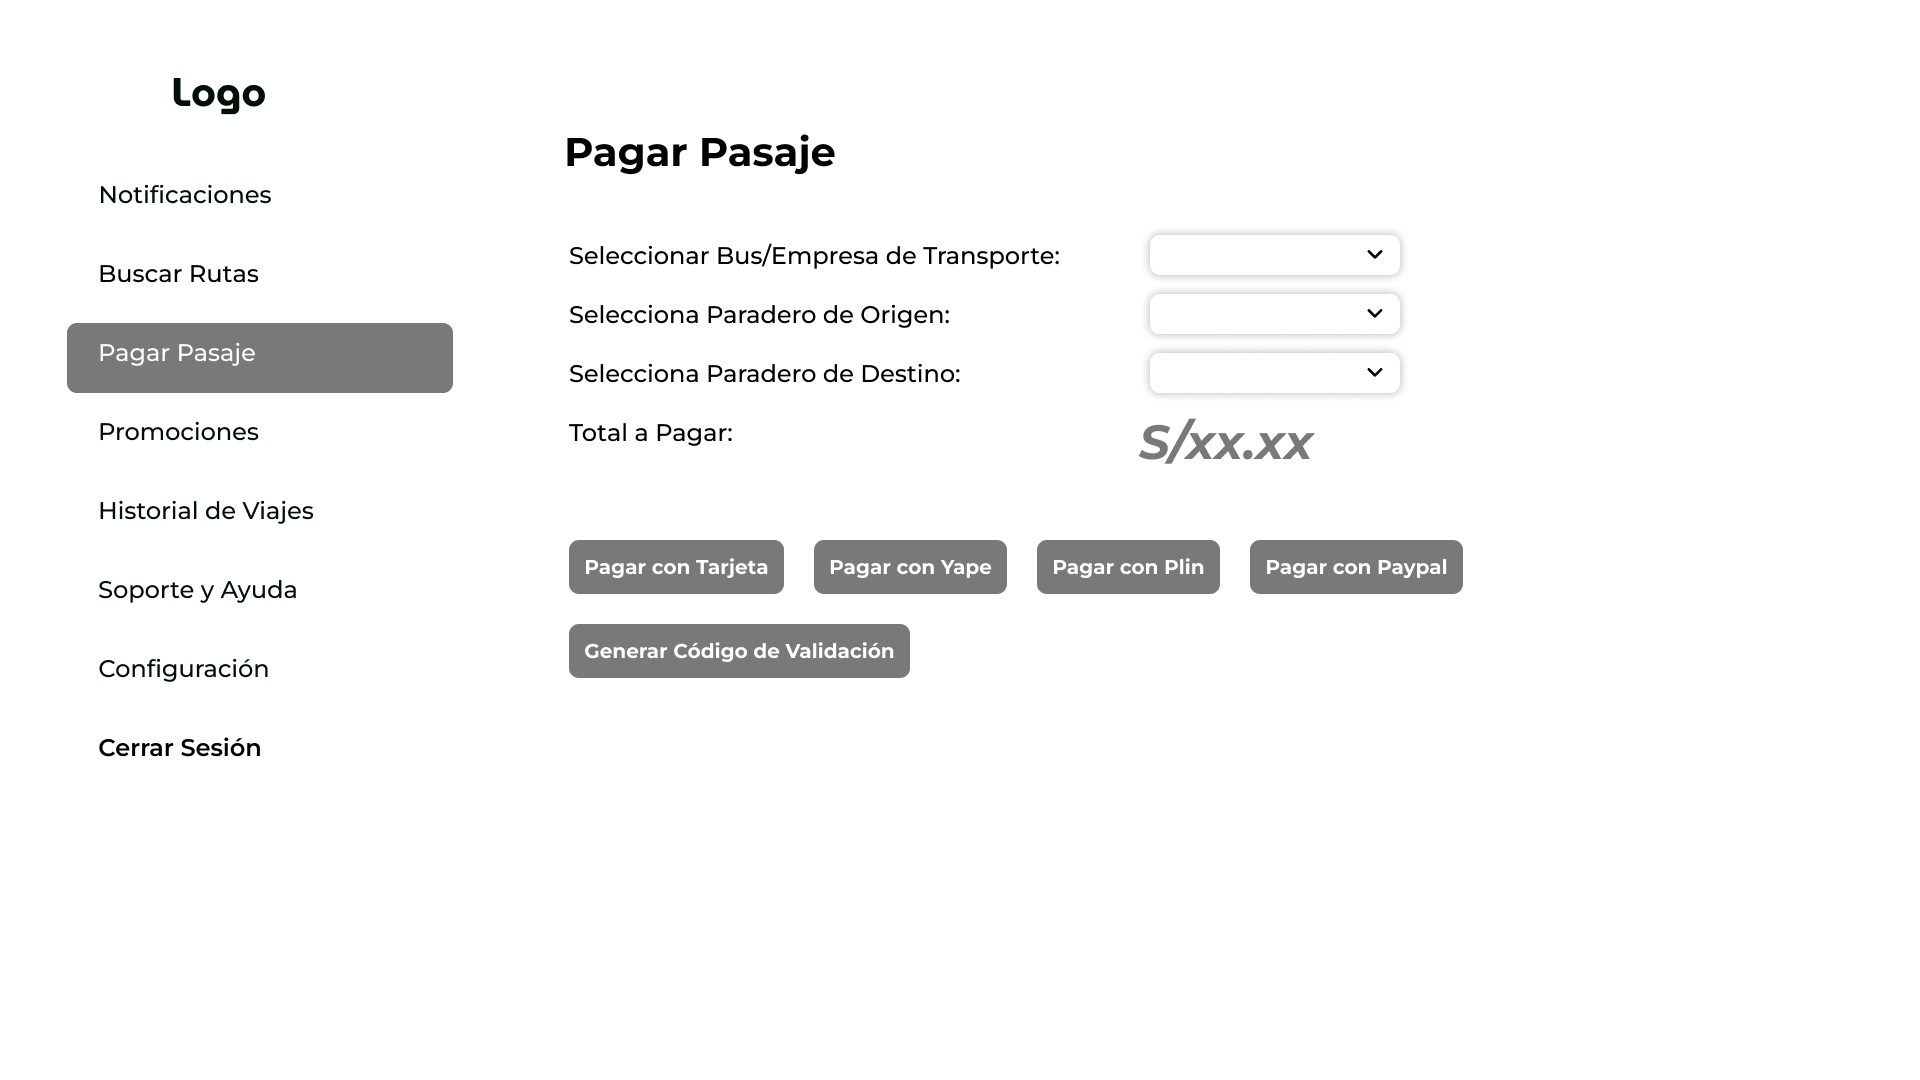 Logo
Notificaciones
Buscar Rutas
Pagar Pasaje
Promociones
Historial de Viajes
Soporte y Ayuda
Configuración
Cerrar Sesión
Pagar Pasaje
Seleccionar Bus/Empresa de Transporte:
Selecciona Paradero de Origen:
Selecciona Paradero de Destino:
Total a Pagar: S/xx.xx
Pagar con Tarjeta Pagar con Yape Pagar con Plin Pagar con Paypal
Generar Código de Validación